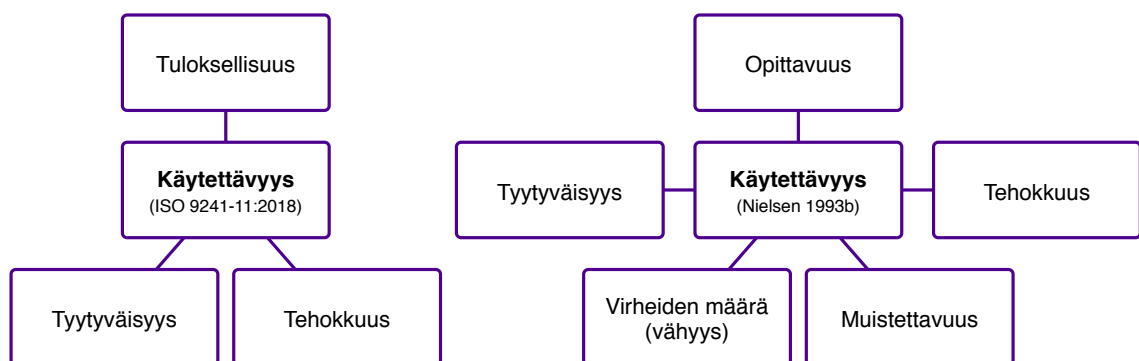 Tuloksellisuus
Käytettävyys
(ISO 9241-11:2018)
Tyytyväisyys
Tehokkuus
Opittavuus
Tyytyväisyys
Käytettävyys
(Nielsen 1993b)
Tehokkuus
Virheiden määrä
(vähyys)
Muistettavuus